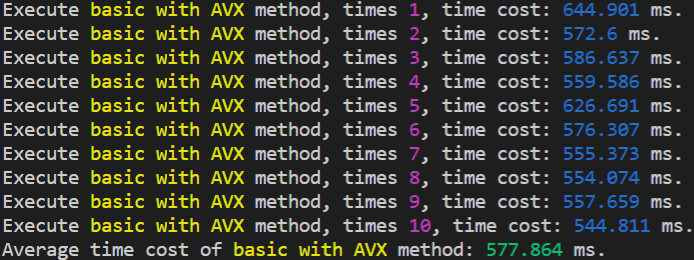 Execute basic with AVX method, times 1, time cost: 644.901 ms.
Execute basic with AVX method, times 2, time cost: 572.6 ms.
Execute basic with AVX method, times 3, time cost: 586.637 ms.
Execute basic with AVX method, times 4, time cost: 559.586 ms.
Execute basic with AVX method, times 5, time cost: 626.691 ms.
Execute basic with AVX method, times 6, time cost: 576.307 ms.
Execute basic with AVX method, times 7, time cost: 555.373 ms.
Execute basic with AVX method, times 8, time cost: 554.074 ms.
Execute basic with AVX method, times 9, time cost: 557.659 ms.
Execute basic with AVX method, times 10, time cost: 544.811 ms.
Average time cost of basic with AVX method: 577.864 ms.